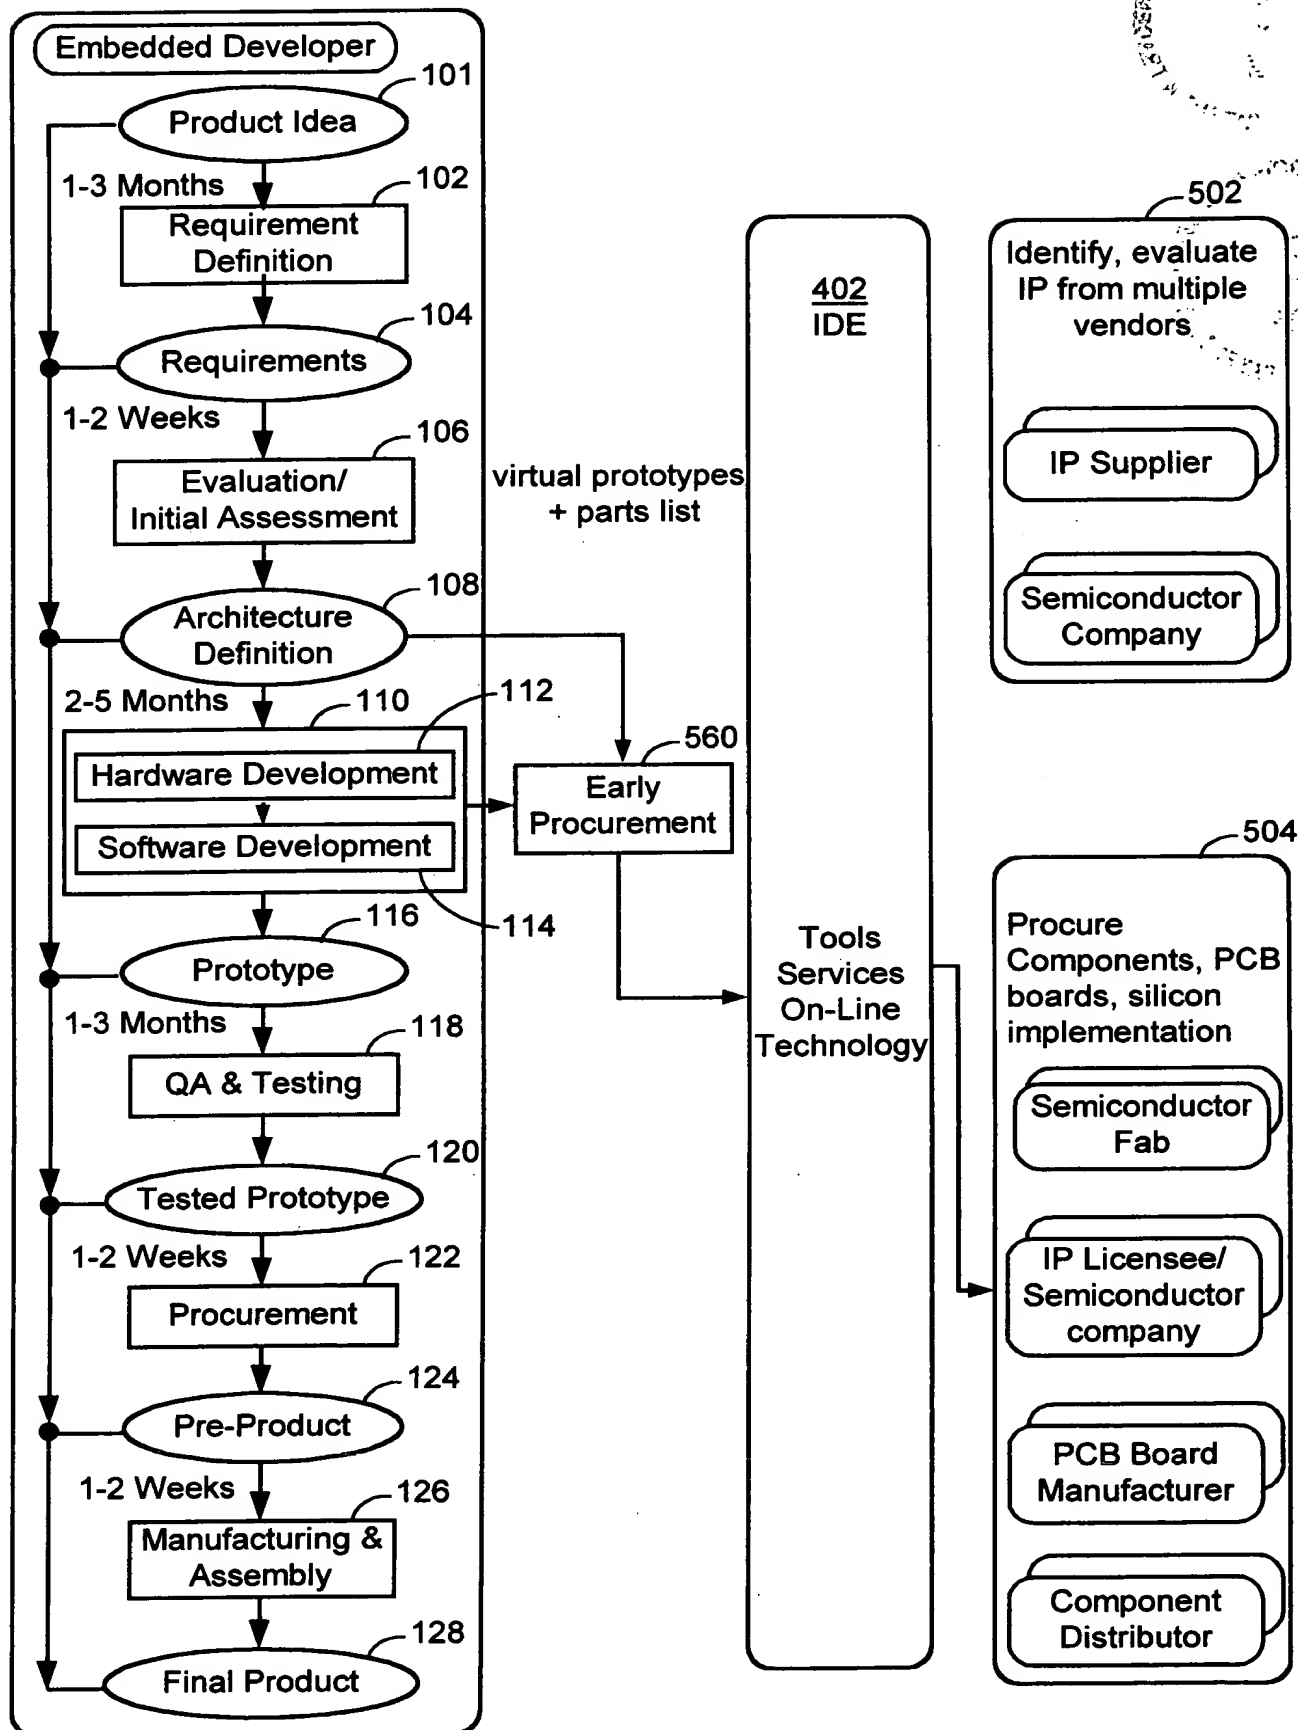 Embedded Developer
101
Product Idea
1-3 Months
102
Requirement
Definition
104
Requirements
1-2 Weeks
106
Evaluation/
Initial Assessment
108
Architecture
Definition
2-5 Months
110
112
Hardware Development
Software Development
114
116
Prototype
1-3 Months
118
QA & Testing
120
Tested Prototype
1-2 Weeks
122
Procurement
124
Pre-Product
1-2 Weeks
126
Manufacturing &
Assembly
128
Final Product
virtual prototypes
+ parts list
560
Early
Procurement
402
IDE
Tools
Services
On-Line
Technology
502
Identify, evaluate
IP from multiple
vendors
IP Supplier
Semiconductor
Company
504
Procure
Components, PCB
boards, silicon
implementation
Semiconductor
Fab
IP Licensee/
Semiconductor
company
PCB Board
Manufacturer
Component
Distributor